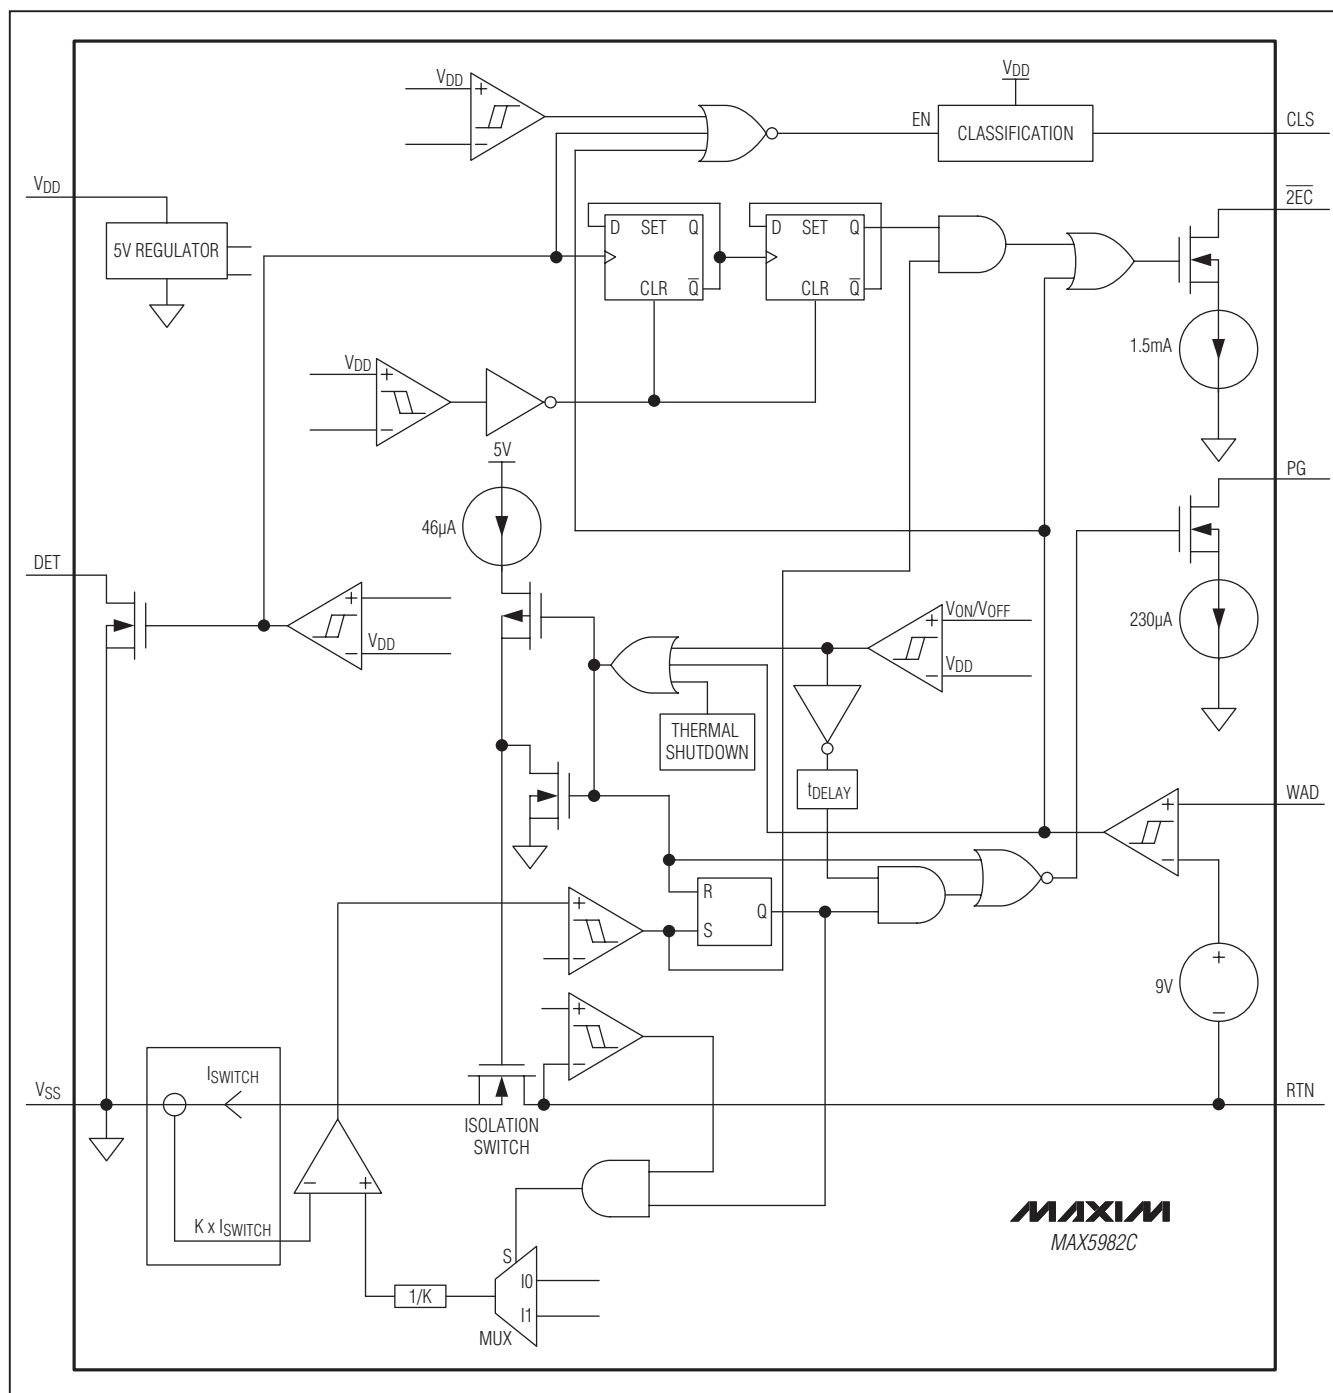 VDD
VDD
EN
CLASSIFICATION
CLS
VDD
5V REGULATOR
D SET Q
CLR Q̅
D SET Q
CLR Q̅
2EC
1.5mA
VDD
5V
46µA
PG
230µA
DET
VDD
VON/VOFF
VDD
THERMAL
SHUTDOWN
tDELAY
WAD
R
S
Q
9V
VSS
ISWITCH
ISOLATION
SWITCH
RTN
K x ISWITCH
1/K
S
I0
I1
MUX
MAXIM
MAX5982C